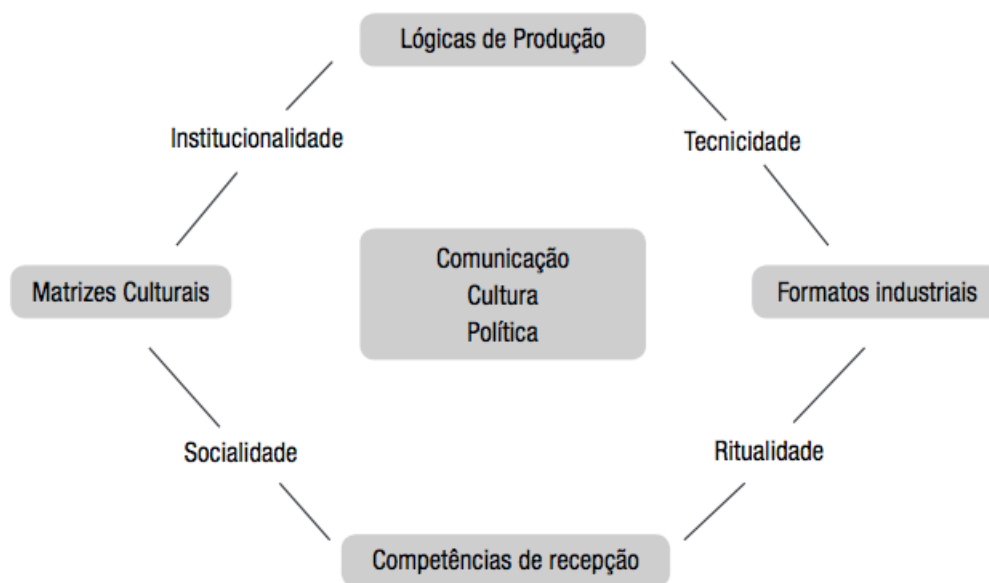 Lógicas de Produção
Institucionalidade
Tecnicidade
Comunicação
Cultura
Política
Matrizes Culturais
Formatos industriais
Socialidade
Ritualidade
Competências de recepção